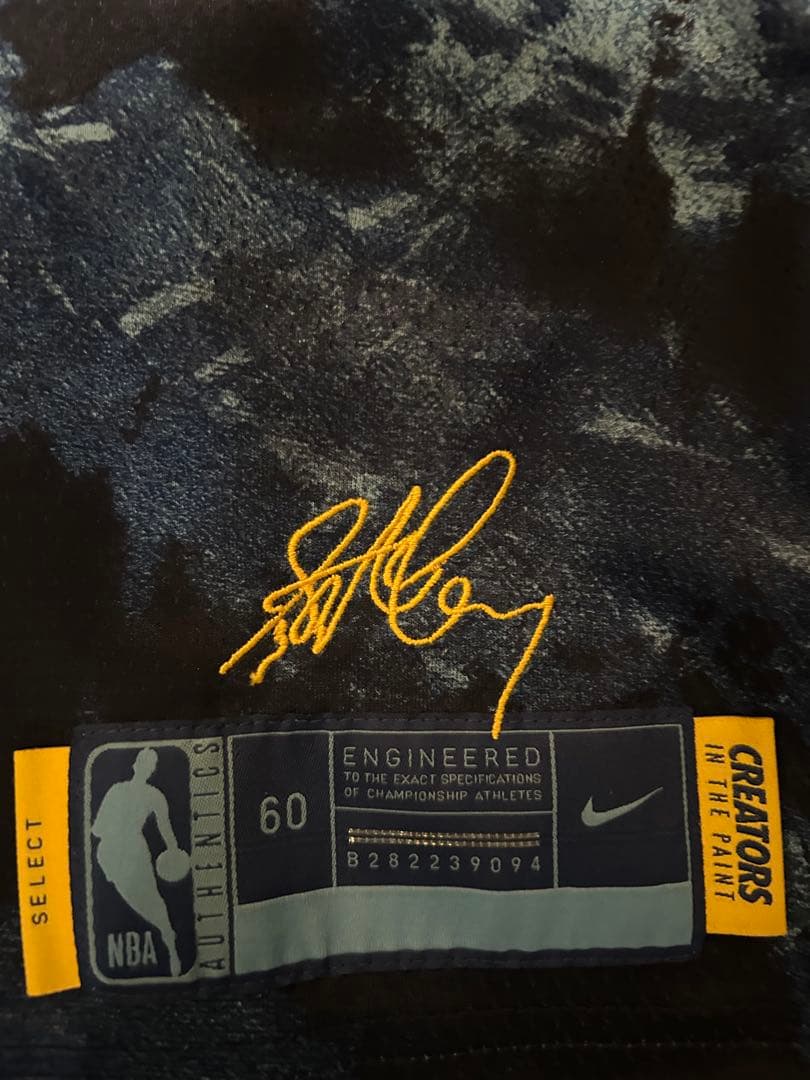 SELECT
NBA
AUTHENTICS
60
ENGINEERED
TO THE EXACT SPECIFICATIONS
OF CHAMPIONSHIP ATHLETES
B282239094
CREATORS
IN THE PAINT